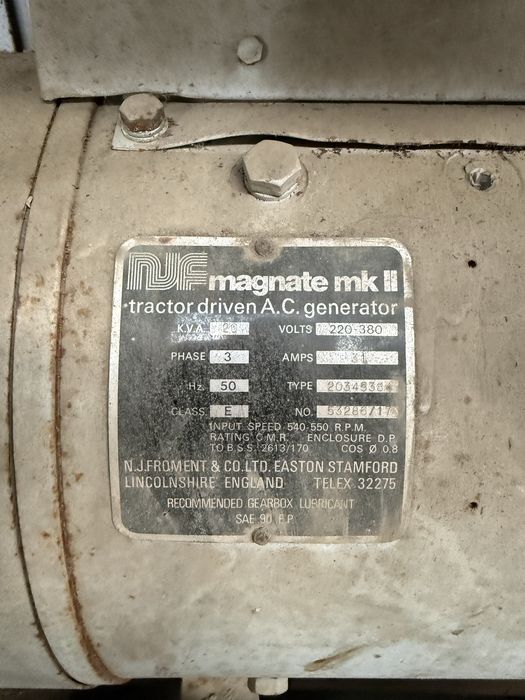 NJF magnate mk II
tractor driven A.C. generator
K.V.A. VOLTS 220-380
PHASE 3 AMPS 31
Hz. 50 TYPE
CLASS E NO.
INPUT SPEED 540-550 R.P.M.
RATING C.M.R. ENCLOSURE D.P.
TO B.S.S. 2613/170 COS Ø 0.8
N.J.FROMENT & CO.LTD. EASTON STAMFORD
LINCOLNSHIRE ENGLAND TELEX 32275
RECOMMENDED GEARBOX LUBRICANT
SAE 90 E.P.